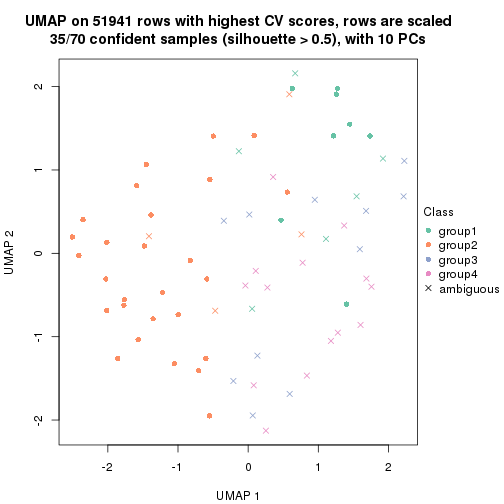 UMAP on 51941 rows with highest CV scores, rows are scaled
35/70 confident samples (silhouette > 0.5), with 10 PCs
2
1
0
-1
-2
UMAP 2
-2
-1
0
1
2
UMAP 1
Class
group1
group2
group3
group4
ambiguous